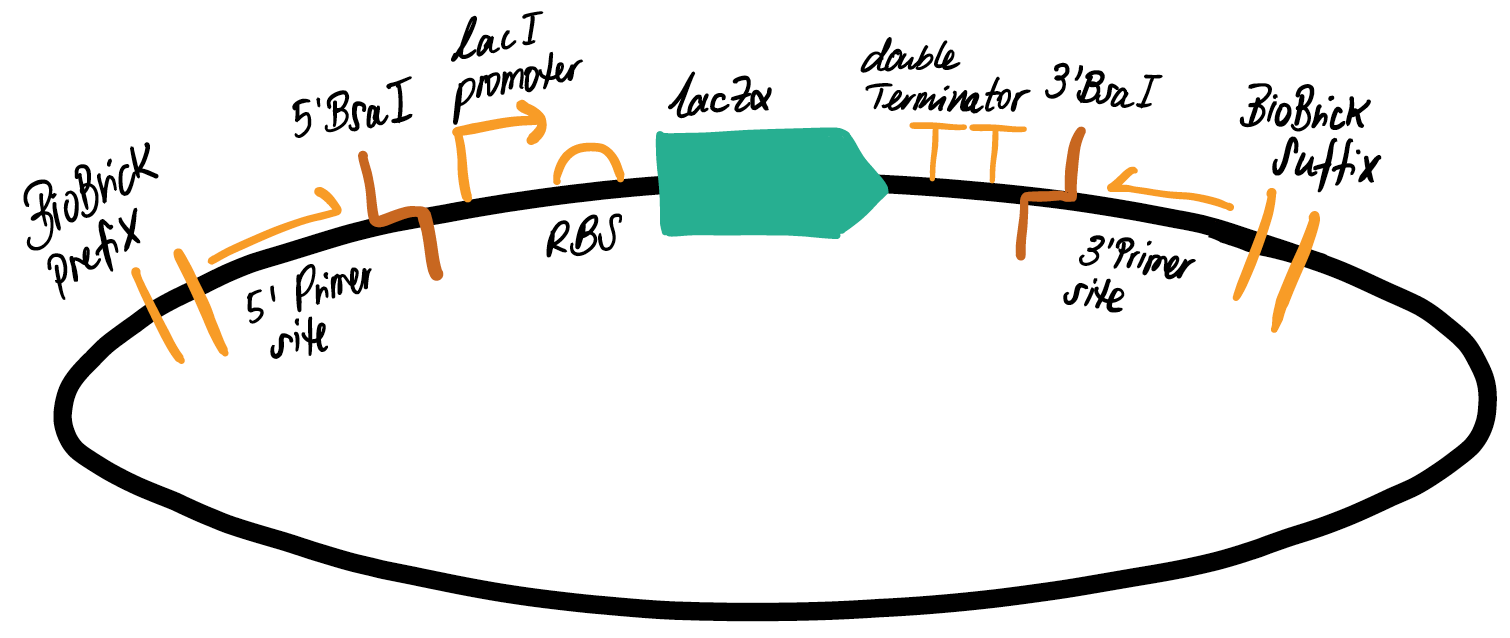 BioBrick
prefix
5' Primer
site
5'BsaI
lacI
promoter
RBS
lacZα
double
Terminator
3'BsaI
3'Primer
site
BioBrick
suffix